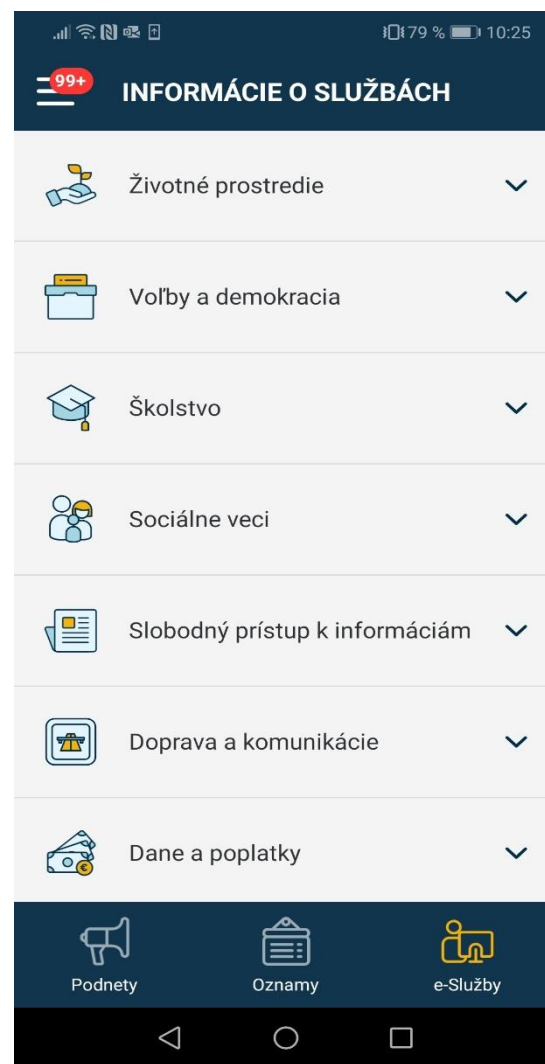 79 % 10:25
99+
INFORMÁCIE O SLUŽBÁCH
Životné prostredie
Voľby a demokracia
Školstvo
Sociálne veci
Slobodný prístup k informáciám
Doprava a komunikácie
Dane a poplatky
Podnety Oznamy e-Služby